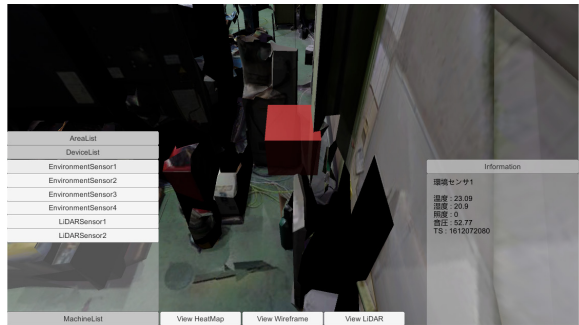 AreaList
DeviceList
EnvironmentSensor1
EnvironmentSensor2
EnvironmentSensor3
EnvironmentSensor4
LiDARSensor1
LiDARSensor2
MachineList
View HeatMap
View Wireframe
View LiDAR
Information
環境センサ1
温度 : 23.09
湿度 : 20.9
照度 : 0
音圧 : 52.77
TS : 1612072080